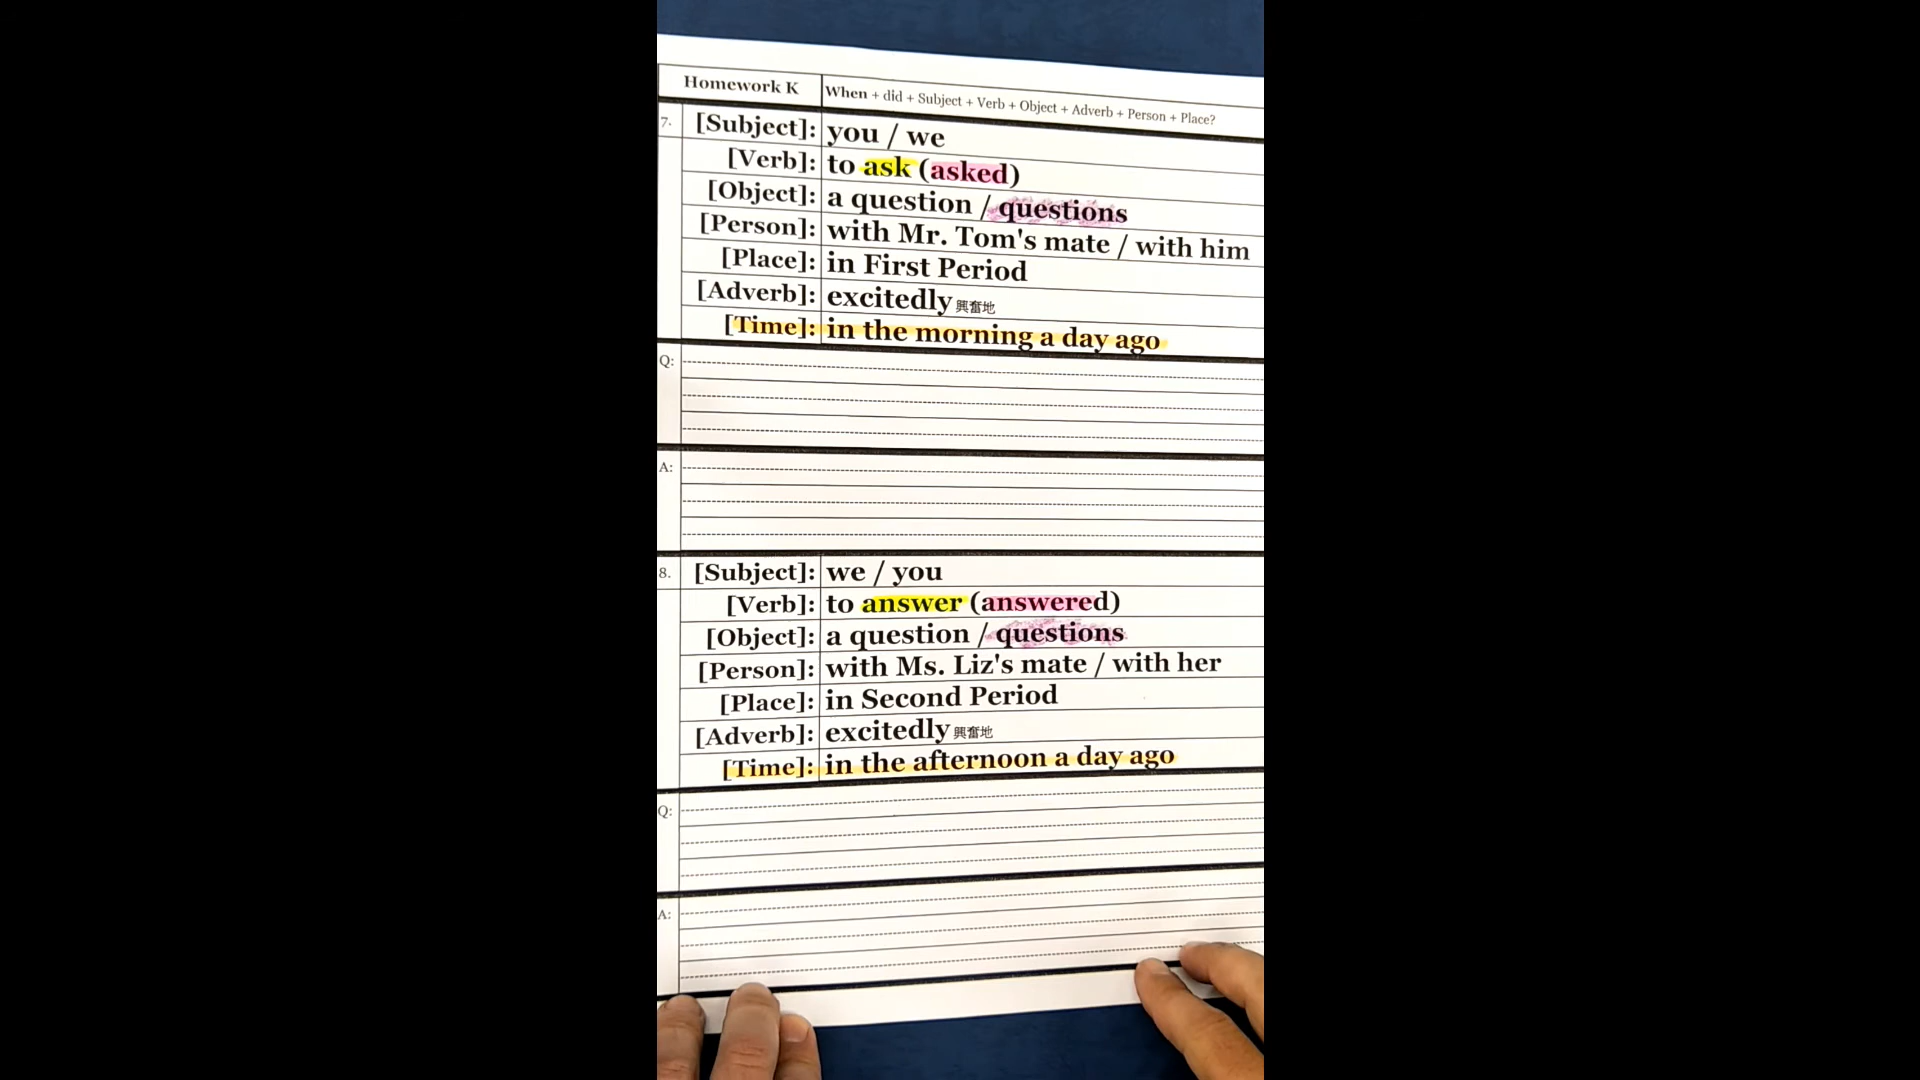 Homework K
When + did + Subject + Verb + Object + Adverb + Person + Place?
7. [Subject]: you / we
[Verb]: to ask (asked)
[Object]: a question / questions
[Person]: with Mr. Tom's mate / with him
[Place]: in First Period
[Adverb]: excitedly 興奮地
[Time]: in the morning a day ago
Q:
A:
8. [Subject]: we / you
[Verb]: to answer (answered)
[Object]: a question / questions
[Person]: with Ms. Liz's mate / with her
[Place]: in Second Period
[Adverb]: excitedly 興奮地
[Time]: in the afternoon a day ago
Q:
A: